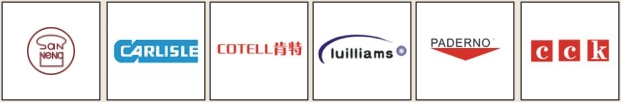 SAN
NENG
CARLISLE
COTELL肯特
luilliams
PADERNO
cck